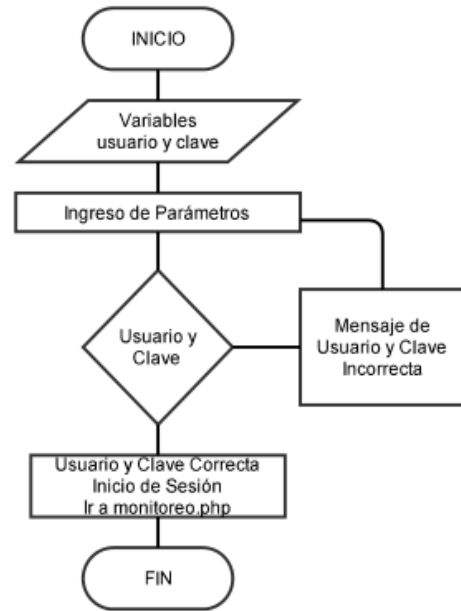 INICIO
Variables
usuario y clave
Ingreso de Parámetros
Usuario y
Clave
Mensaje de
Usuario y Clave
Incorrecta
Usuario y Clave Correcta
Inicio de Sesión
Ir a monitoreo.php
FIN